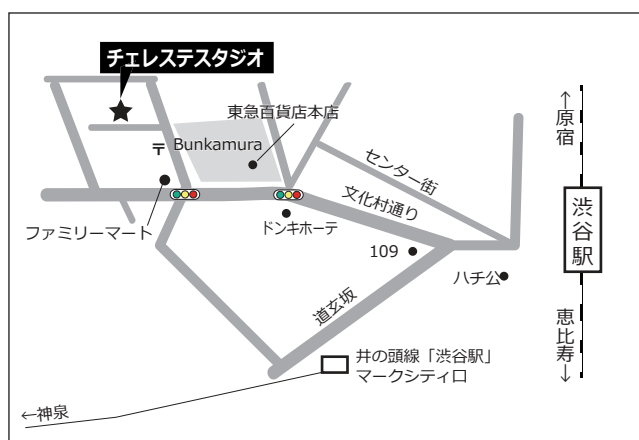 チェレステスタジオ
東急百貨店本店
〒
Bunkamura
センター街
文化村通り
ファミリーマート
ドンキホーテ
109
ハチ公
道玄坂
井の頭線「渋谷駅」
マークシティ口
←神泉
↑原宿
渋谷駅
恵比寿↓